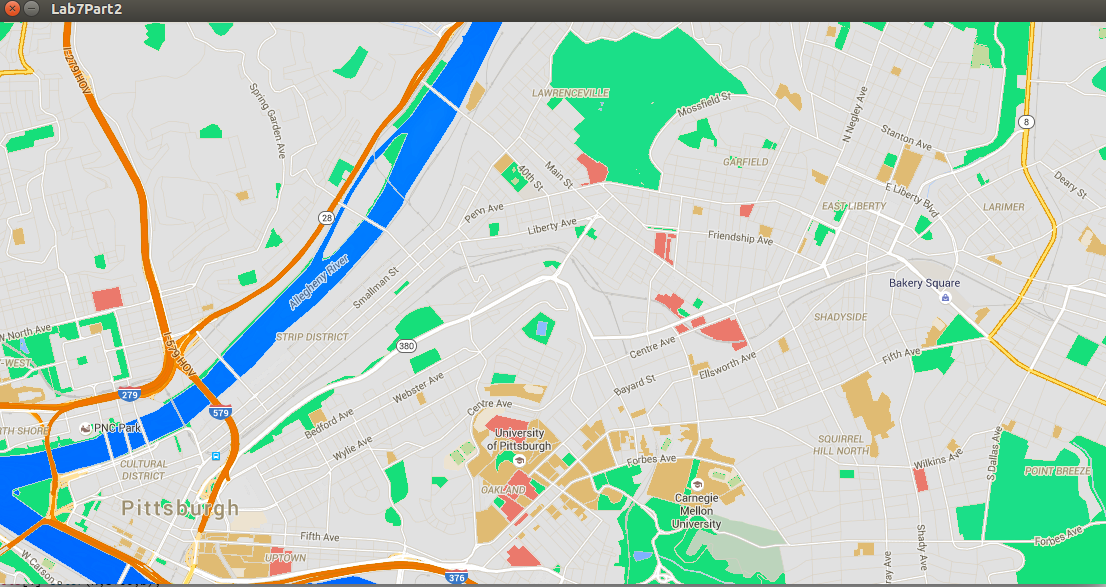 Lab7Part2
I-279 HOV
Spring Garden Ave
LAWRENCEVILLE
Mossfield St
N Negley Ave
Stanton Ave
8
GARFIELD
Main St
40th St
Deary St
E Liberty Blvd
EAST LIBERTY
LARIMER
Penn Ave
Liberty Ave
28
Friendship Ave
Allegheny River
Smallman St
Bakery Square
W North Ave
I-579 HOV
STRIP DISTRICT
SHADYSIDE
380
Centre Ave
Fifth Ave
-WEST
Ellsworth Ave
Webster Ave
Bayard St
279
579
Centre Ave
Bedford Ave
PNC Park
TH SHORE
University
of Pittsburgh
SQUIRREL
HILL NORTH
Wylie Ave
Forbes Ave
Wilkins Ave
S Dallas Ave
CULTURAL
DISTRICT
POINT BREEZE
OAKLAND
Carnegie
Mellon
University
Pittsburgh
Fifth Ave
Shady Ave
Forbes Ave
UPTOWN
W Carson
ray Ave
376